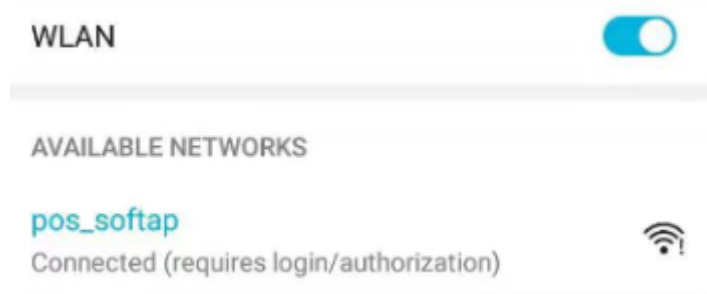 WLAN
AVAILABLE NETWORKS
pos_softap
Connected (requires login/authorization)